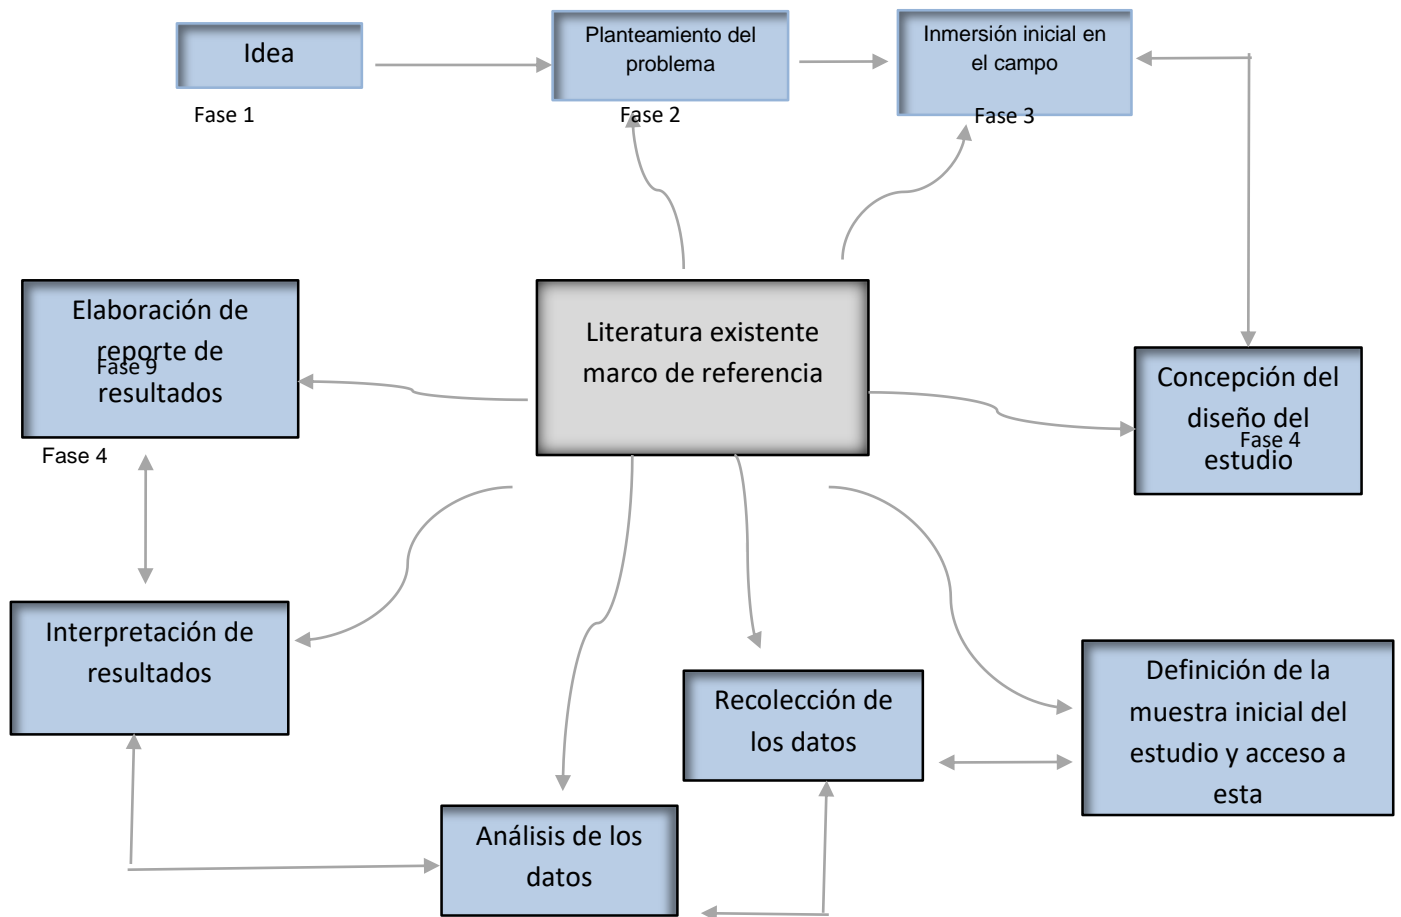 Idea
Fase 1
Planteamiento del
problema
Fase 2
Inmersión inicial en
el campo
Fase 3
Elaboración de
reporte de
Fase 9
resultados
Fase 4
Literatura existente
marco de referencia
Concepción del
diseño del
Fase 4
estudio
Interpretación de
resultados
Recolección de
los datos
Definición de la
muestra inicial del
estudio y acceso a
esta
Análisis de los
datos